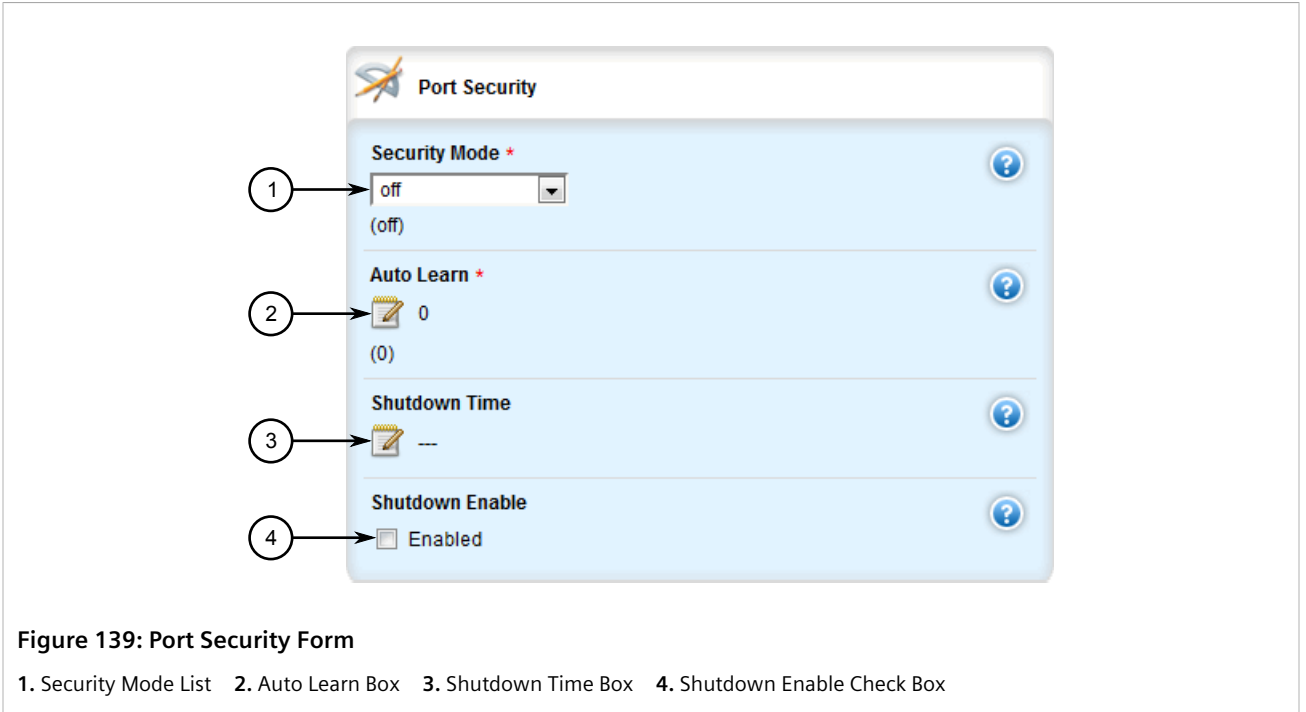 Port Security
Security Mode *
1
off
(off)
Auto Learn *
2
0
(0)
Shutdown Time
3
---
Shutdown Enable
4
Enabled
Figure 139: Port Security Form
1. Security Mode List 2. Auto Learn Box 3. Shutdown Time Box 4. Shutdown Enable Check Box